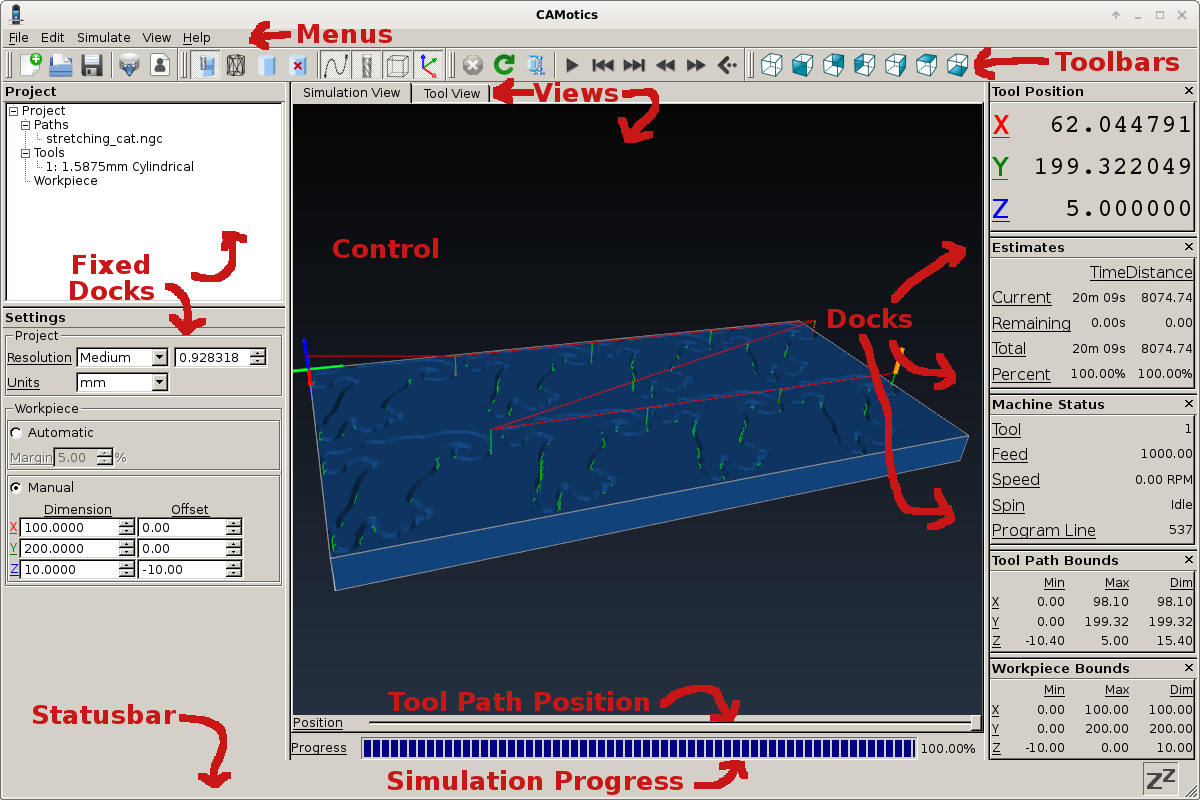 CAMotics
File Edit Simulate View Help
Menus
Toolbars
Project
Project
Paths
stretching_cat.ngc
Tools
1: 1.5875mm Cylindrical
Workpiece
Fixed
Docks
Settings
Project
Resolution Medium 0.928318
Units mm
Workpiece
Automatic
Margin 5.00 %
Manual
Dimension Offset
X 100.0000 0.00
Y 200.0000 0.00
Z 10.0000 -10.00
Statusbar
Simulation View Tool View
Views
Control
Docks
Tool Path Position
Position
Progress 100.00%
Simulation Progress
Tool Position
X 62.044791
Y 199.322049
Z 5.000000
Estimates
Time Distance
Current 20m 09s 8074.74
Remaining 0.00s 0.00
Total 20m 09s 8074.74
Percent 100.00% 100.00%
Machine Status
Tool 1
Feed 1000.00
Speed 0.00 RPM
Spin Idle
Program Line 537
Tool Path Bounds
Min Max Dim
X 0.00 98.10 98.10
Y 0.00 199.32 199.32
Z -10.40 5.00 15.40
Workpiece Bounds
Min Max Dim
X 0.00 100.00 100.00
Y 0.00 200.00 200.00
Z -10.00 0.00 10.00
ZZ